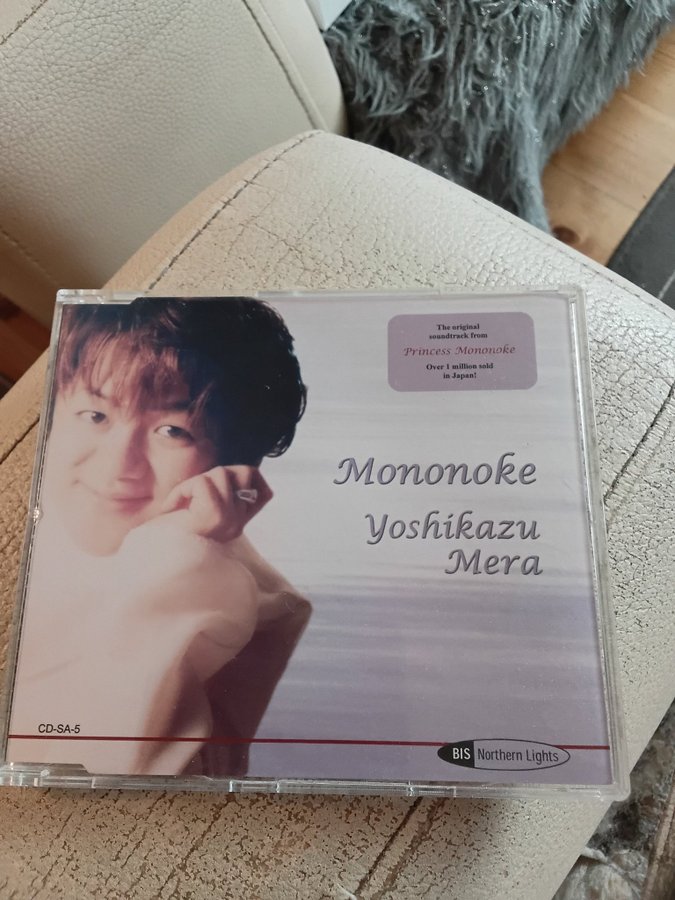 The original
soundtrack from
Princess Mononoke
Over 1 million sold
in Japan!
Mononoke
Yoshikazu
Mera
CD-SA-5
BIS Northern Lights